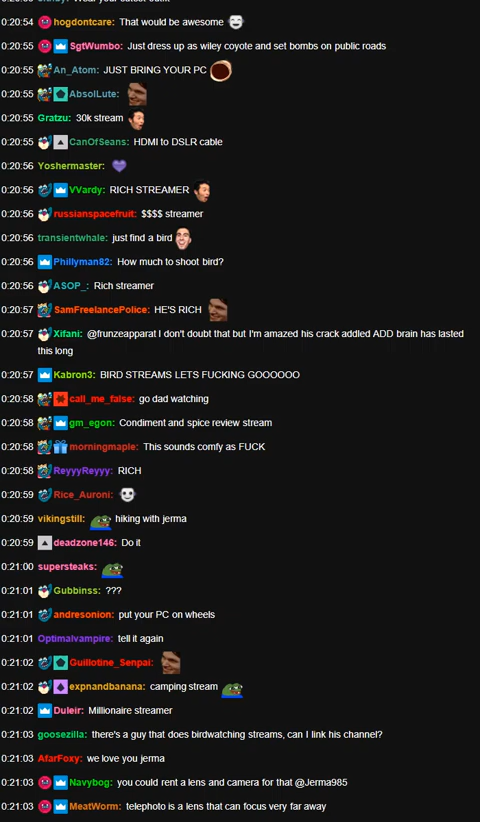 0:20:54 hogdontcare: That would be awesome
0:20:55 SgtWumbo: Just dress up as wiley coyote and set bombs on public roads
0:20:55 An_Atom: JUST BRING YOUR PC
0:20:55 AbsolLute:
0:20:55 Gratzu: 30k stream
0:20:55 CanOfSeans: HDMI to DSLR cable
0:20:56 Yoshermaster:
0:20:56 VVardy: RICH STREAMER
0:20:56 russianspacefruit: $$$$ streamer
0:20:56 transientwhale: just find a bird
0:20:56 Phillyman82: How much to shoot bird?
0:20:56 ASOP_: Rich streamer
0:20:57 SamFreelancePolice: HE'S RICH
0:20:57 Xifani: @frunzeapparat I don't doubt that but I'm amazed his crack addled ADD brain has lasted
this long
0:20:57 Kabron3: BIRD STREAMS LETS FUCKING GOOOOOO
0:20:58 call_me_false: go dad watching
0:20:58 gm_egon: Condiment and spice review stream
0:20:58 morningmaple: This sounds comfy as FUCK
0:20:58 ReyyyReyyy: RICH
0:20:59 Rice_Auroni:
0:20:59 vikingstill: hiking with jerma
0:20:59 deadzone146: Do it
0:21:00 supersteaks:
0:21:01 Gubbinss: ???
0:21:01 andresonion: put your PC on wheels
0:21:01 Optimalvampire: tell it again
0:21:02 Guillotine_Senpai:
0:21:02 expnandbanana: camping stream
0:21:02 Duleir: Millionaire streamer
0:21:03 goosezilla: there's a guy that does birdwatching streams, can I link his channel?
0:21:03 AfarFoxy: we love you jerma
0:21:03 Navybog: you could rent a lens and camera for that @Jerma985
0:21:03 MeatWorm: telephoto is a lens that can focus very far away